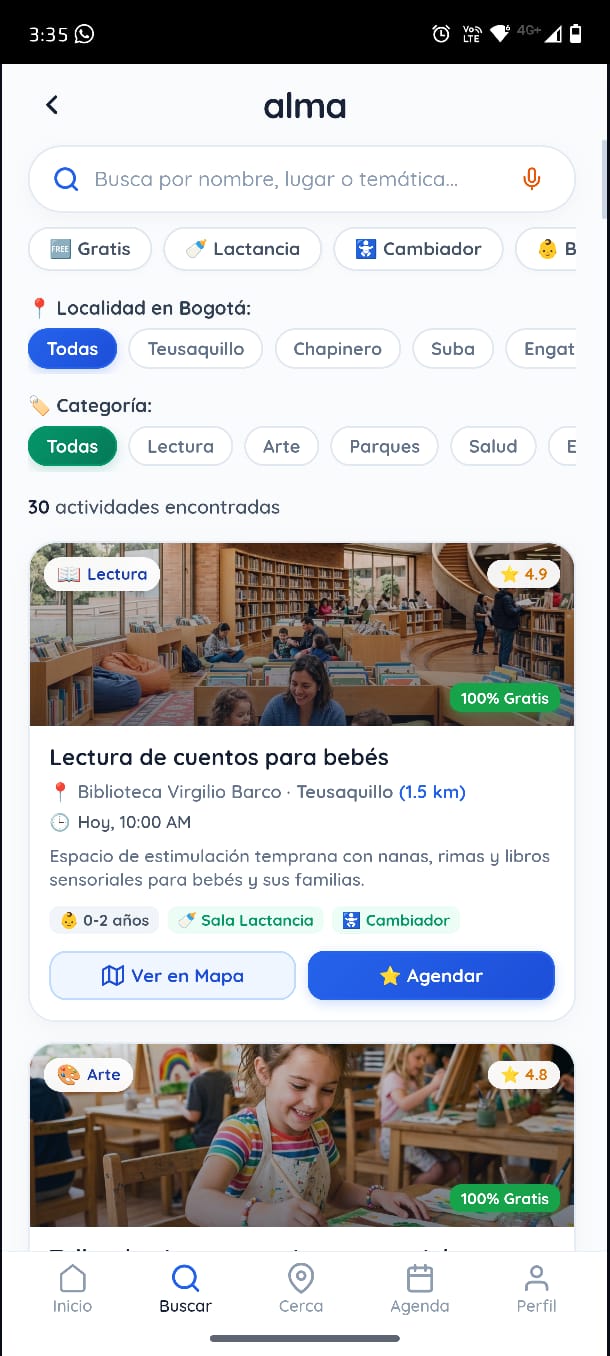 3:35
Vo LTE 4G+
alma
Busca por nombre, lugar o temática...
FREE Gratis
Lactancia
Cambiador
B
Localidad en Bogotá:
Todas
Teusaquillo
Chapinero
Suba
Engat
Categoría:
Todas
Lectura
Arte
Parques
Salud
E
30 actividades encontradas
Lectura
4.9
100% Gratis
Lectura de cuentos para bebés
Biblioteca Virgilio Barco · Teusaquillo (1.5 km)
Hoy, 10:00 AM
Espacio de estimulación temprana con nanas, rimas y libros
sensoriales para bebés y sus familias.
0-2 años
Sala Lactancia
Cambiador
Ver en Mapa
Agendar
Arte
4.8
100% Gratis
Inicio
Buscar
Cerca
Agenda
Perfil